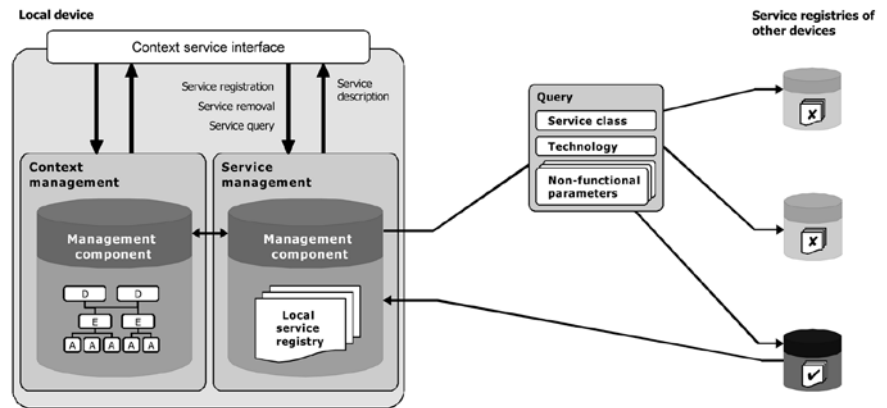 Local device
Service registries of
other devices
Context service interface
Service registration
Service removal
Service query
Service
description
Query
Service class
Technology
Non-functional
parameters
✗
✗
✓
Context
management
Service
management
Management
component
Management
component
D D
E E
A A A A A
Local
service
registry